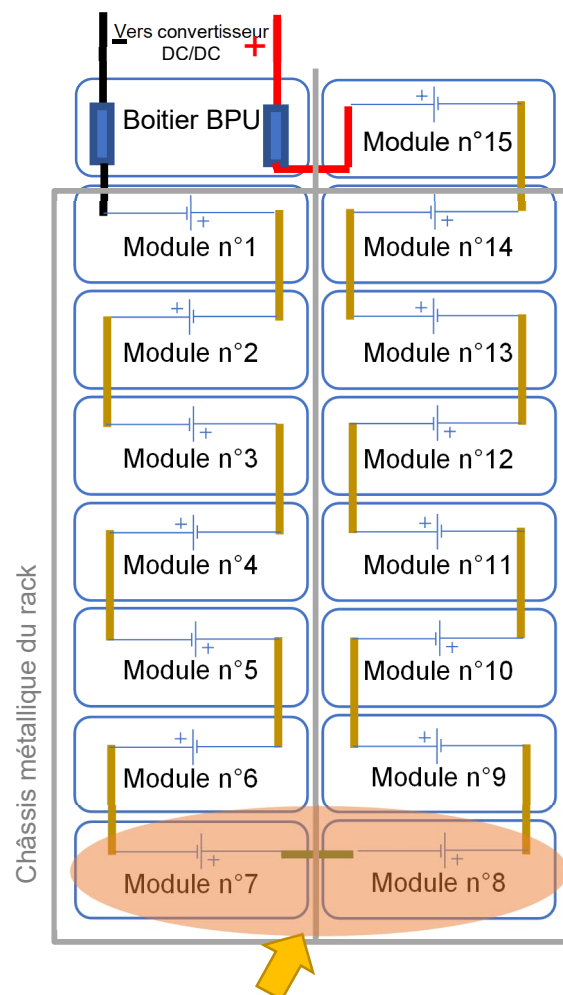 Vers convertisseur
DC/DC
-
+
Boitier BPU
Module n°15
+
Module n°1
+
Module n°14
+
Module n°2
+
Module n°13
+
Module n°3
+
Module n°12
+
Module n°4
+
Module n°11
+
Module n°5
+
Module n°10
+
Module n°6
+
Module n°9
+
Module n°7
+
Module n°8
+
Châssis métallique du rack